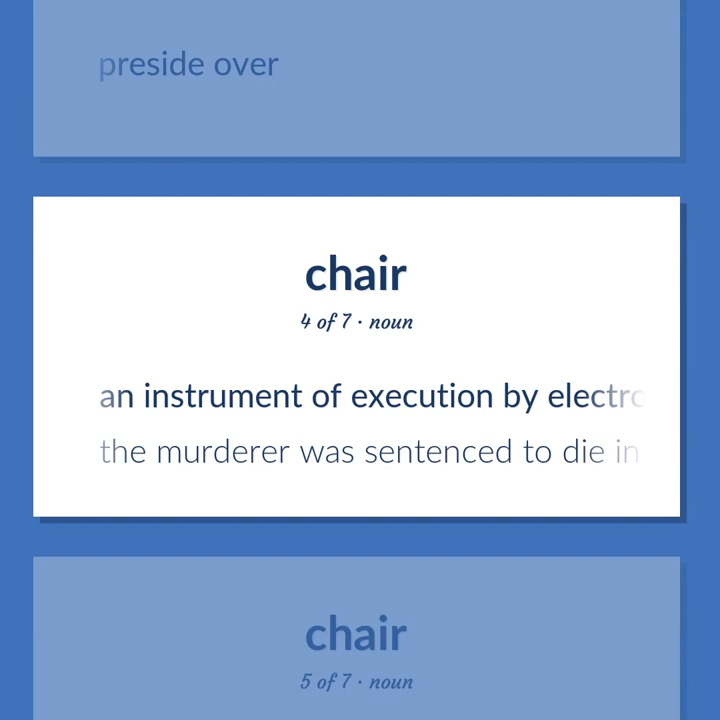 preside over
chair
4 of 7 · noun
an instrument of execution by electro
the murderer was sentenced to die in
chair
5 of 7 · noun